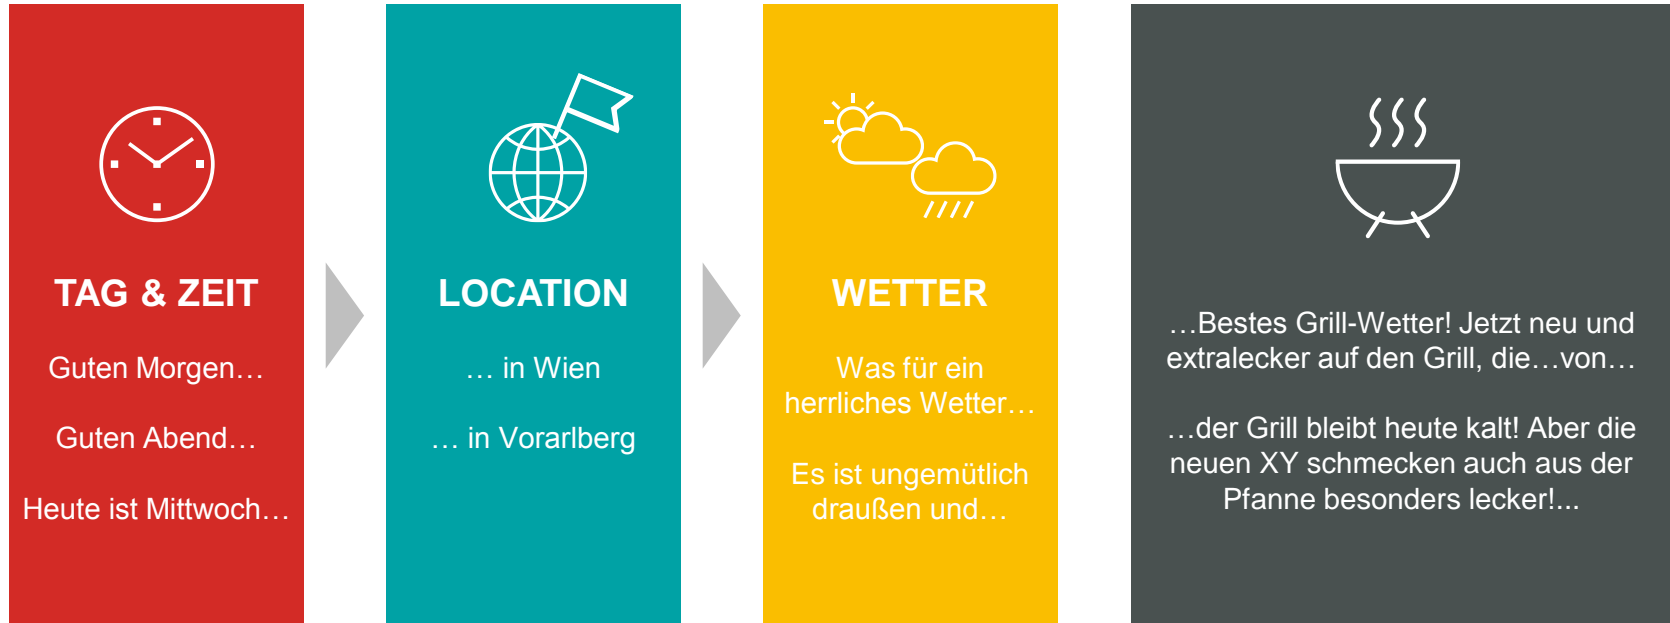 TAG & ZEIT
Guten Morgen…
Guten Abend…
Heute ist Mittwoch…
LOCATION
… in Wien
… in Vorarlberg
WETTER
Was für ein
herrliches Wetter…
Es ist ungemütlich
draußen und…
…Bestes Grill-Wetter! Jetzt neu und
extralecker auf den Grill, die…von…
…der Grill bleibt heute kalt! Aber die
neuen XY schmecken auch aus der
Pfanne besonders lecker!...